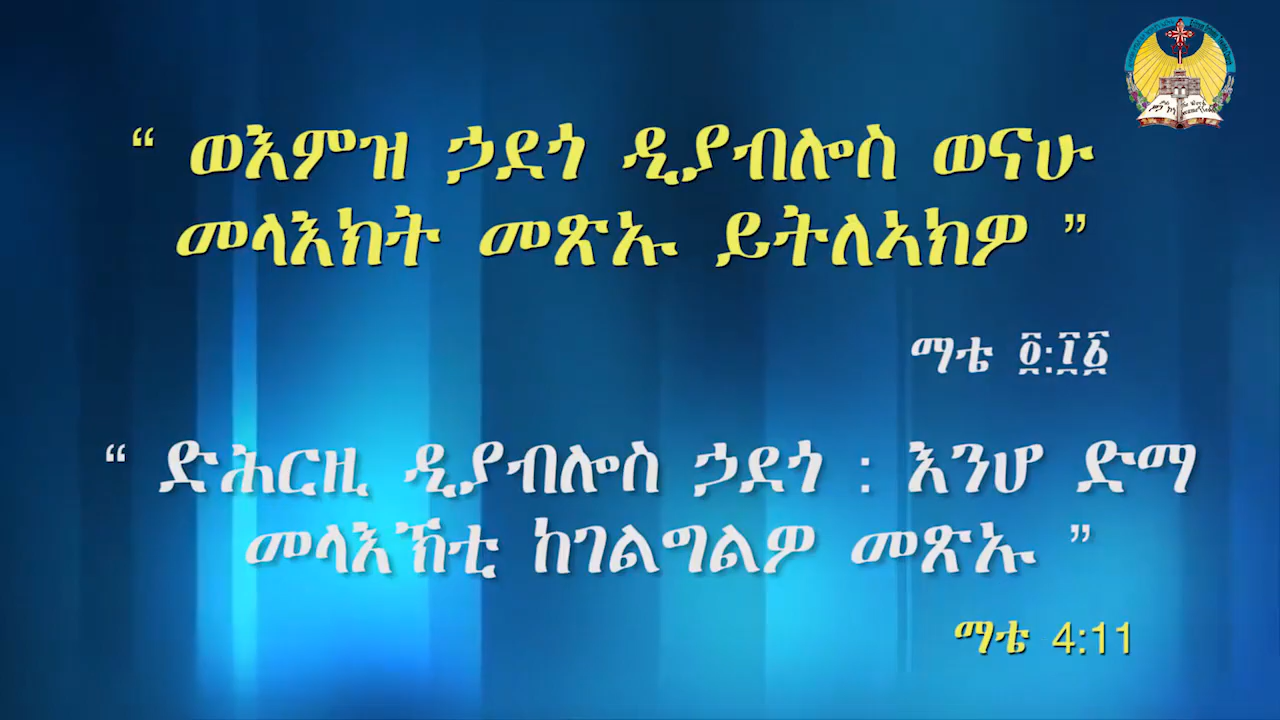 “ ወእምዝ ኃደጎ ዲያብሎስ ወናሁ
መላእክት መጽኡ ይትለኣክዎ ”
ማቴ ፬:፲፩
“ ድሕርዚ ዲያብሎስ ኃደጎ : እንሆ ድማ
መላእኽቲ ከገልግልዎ መጽኡ ”
ማቴ 4:11